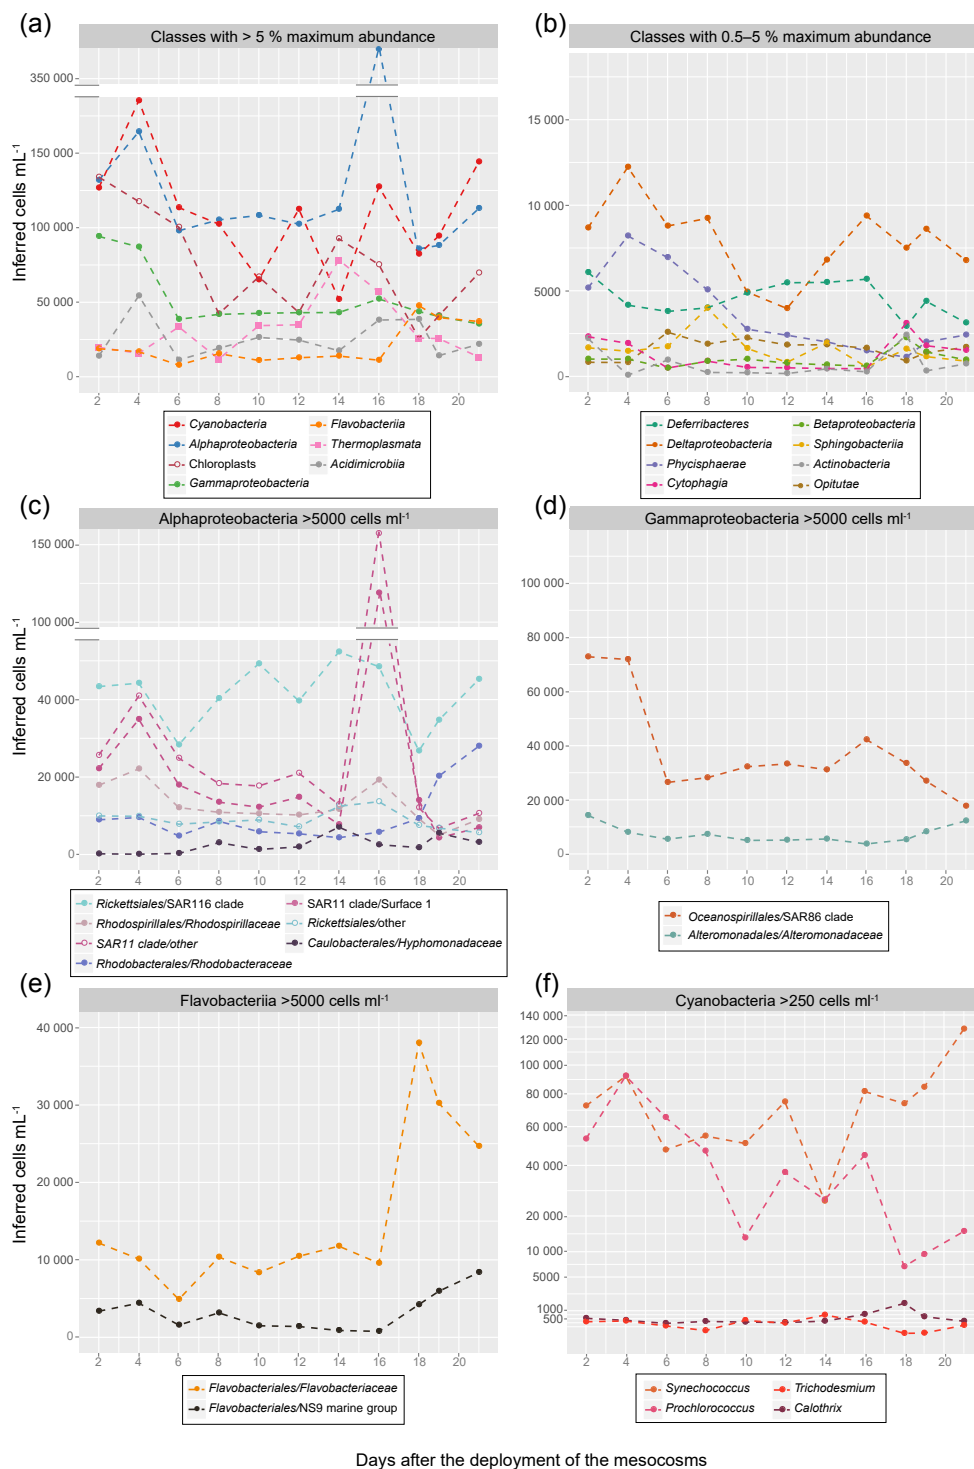 (a)
Classes with > 5 % maximum abundance
350 000
150 000
100 000
50 000
0
Inferred cells mL-1
2 4 6 8 10 12 14 16 18 20
Cyanobacteria
Alphaproteobacteria
Chloroplasts
Gammaproteobacteria
Flavobacteriia
Thermoplasmata
Acidimicrobiia
(b)
Classes with 0.5–5 % maximum abundance
15 000
10 000
5000
0
2 4 6 8 10 12 14 16 18 20
Deferribacteres
Deltaproteobacteria
Phycisphaerae
Cytophagia
Betaproteobacteria
Sphingobacteriia
Actinobacteria
Opitutae
(c)
Alphaproteobacteria >5000 cells ml-1
150 000
100 000
40 000
20 000
0
Inferred cells mL-1
2 4 6 8 10 12 14 16 18 20
Rickettsiales/SAR116 clade
Rhodospirillales/Rhodospirillaceae
SAR11 clade/other
Rhodobacterales/Rhodobacteraceae
SAR11 clade/Surface 1
Rickettsiales/other
Caulobacterales/Hyphomonadaceae
(d)
Gammaproteobacteria >5000 cells ml-1
100 000
80 000
60 000
40 000
20 000
0
2 4 6 8 10 12 14 16 18 20
Oceanospirillales/SAR86 clade
Alteromonadales/Alteromonadaceae
(e)
Flavobacteriia >5000 cells ml-1
40 000
30 000
20 000
10 000
0
Inferred cells mL-1
2 4 6 8 10 12 14 16 18 20
Flavobacteriales/Flavobacteriaceae
Flavobacteriales/NS9 marine group
(f)
Cyanobacteria >250 cells ml-1
140 000
120 000
100 000
80 000
60 000
40 000
20 000
10 000
5000
1000
500
2 4 6 8 10 12 14 16 18 20
Synechococcus
Prochlorococcus
Trichodesmium
Calothrix
Days after the deployment of the mesocosms